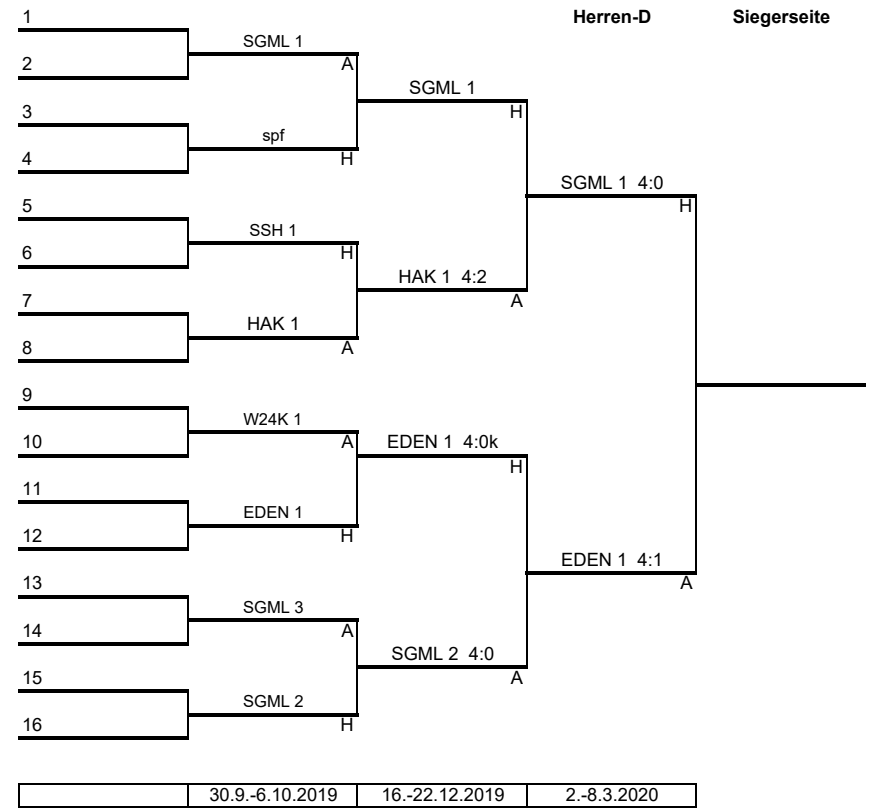 1 Herren-D Siegerseite
SGML 1
2 A
SGML 1
3 H
spf
4 H
SGML 1 4:0
5 H
SSH 1
6 H
HAK 1 4:2
7 A
HAK 1
8 A
9
W24K 1
10 A EDEN 1 4:0k
H
11
EDEN 1
12 H
EDEN 1 4:1
13 A
SGML 3
14 A
SGML 2 4:0
15 A
SGML 2
16 H
30.9.-6.10.2019 16.-22.12.2019 2.-8.3.2020